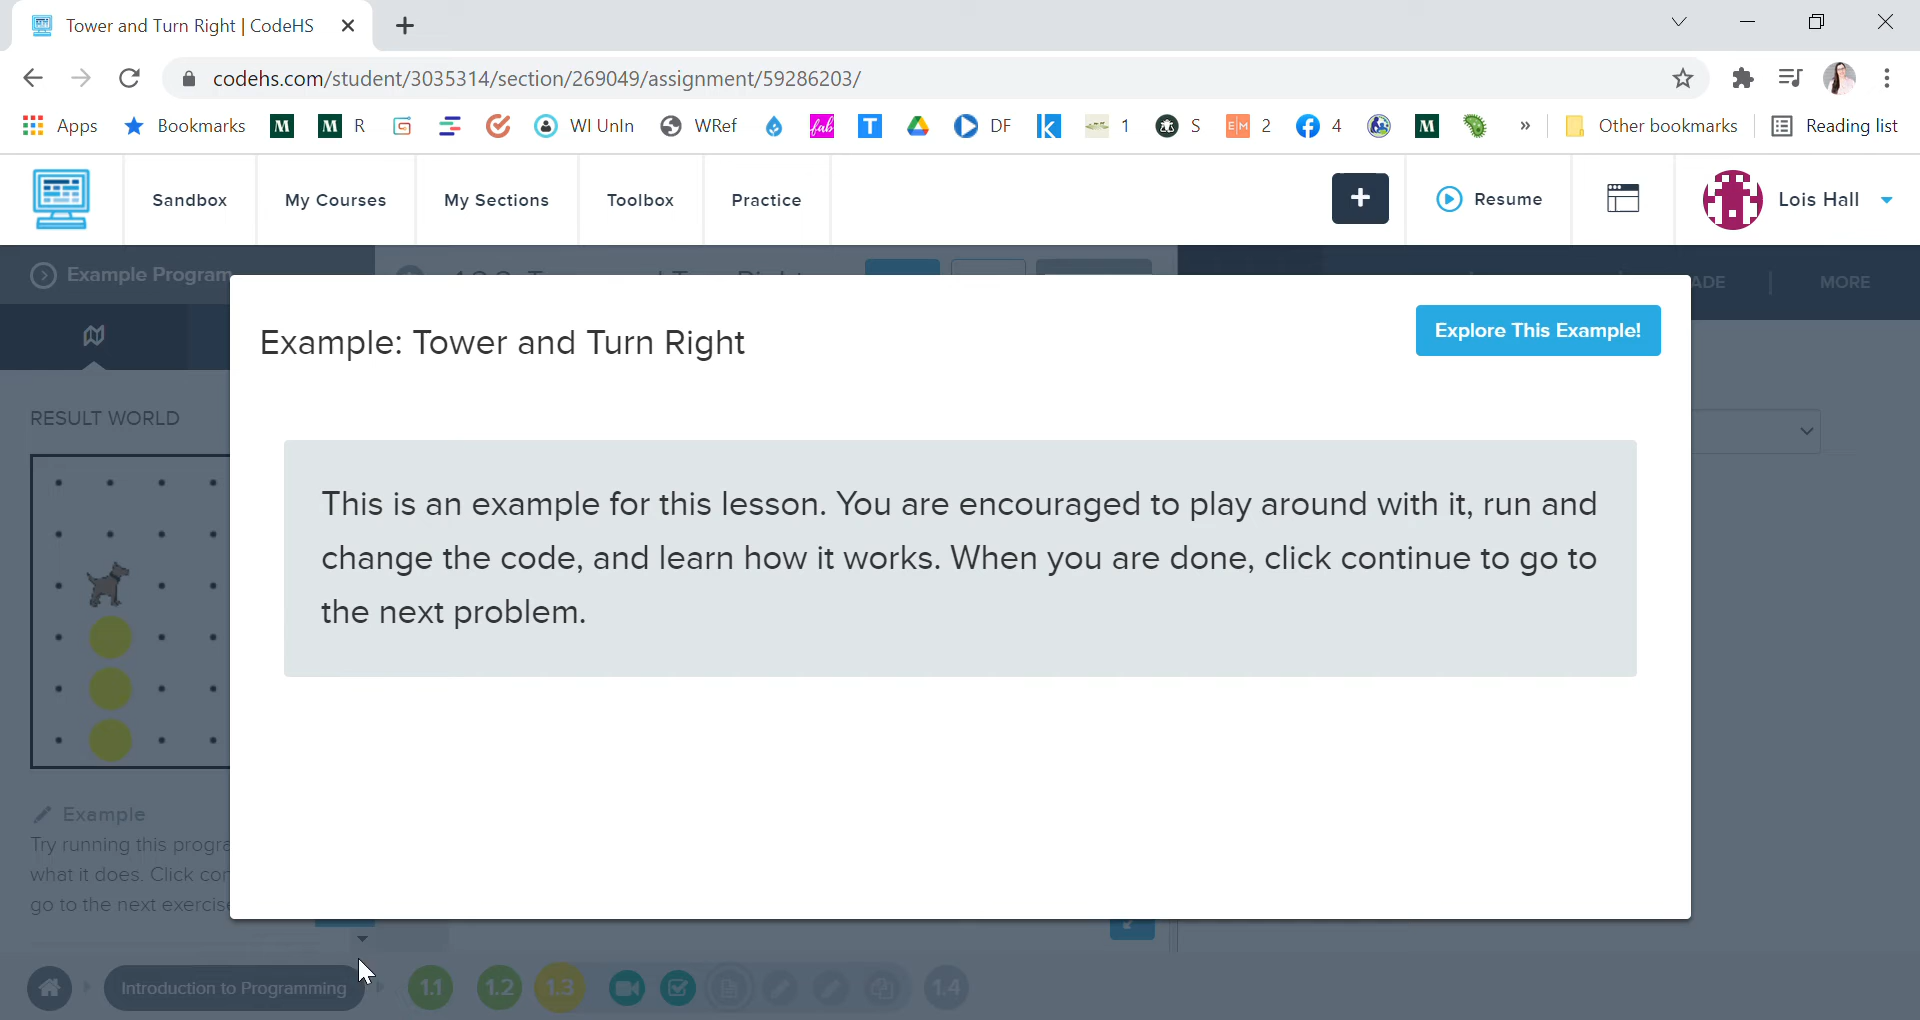 Tower and Turn Right | CodeHS
codehs.com/student/3035314/section/269049/assignment/59286203/
Apps Bookmarks M M R WI UnIn WRef fab T DF K 1 S E|M 2 4 M » Other bookmarks Reading list
Sandbox My Courses My Sections Toolbox Practice + Resume Lois Hall
Example Program
MORE
Example: Tower and Turn Right
Explore This Example!
RESULT WORLD
This is an example for this lesson. You are encouraged to play around with it, run and
change the code, and learn how it works. When you are done, click continue to go to
the next problem.
Example
Try running this
what it does. Click
go to the next
Introduction to Programming 1.1 1.2 1.3 1.4